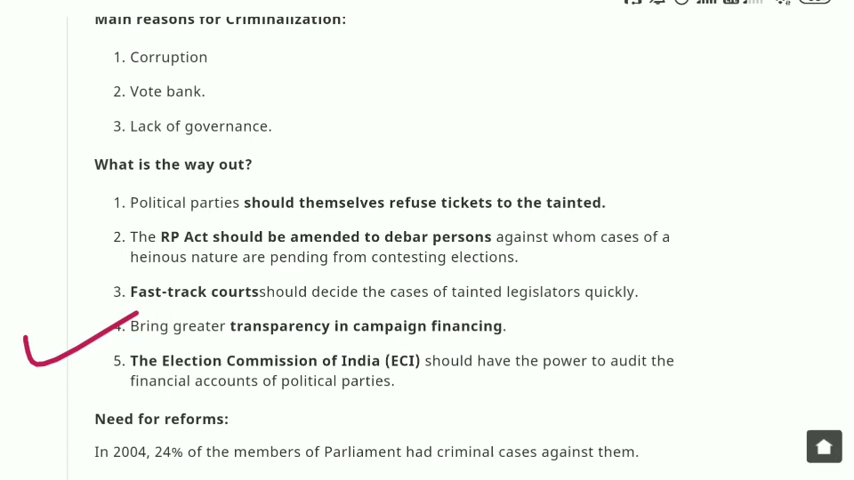 Main reasons for Criminalization:
1. Corruption
2. Vote bank.
3. Lack of governance.
What is the way out?
1. Political parties should themselves refuse tickets to the tainted.
2. The RP Act should be amended to debar persons against whom cases of a
heinous nature are pending from contesting elections.
3. Fast-track courtsshould decide the cases of tainted legislators quickly.
4. Bring greater transparency in campaign financing.
5. The Election Commission of India (ECI) should have the power to audit the
financial accounts of political parties.
Need for reforms:
In 2004, 24% of the members of Parliament had criminal cases against them.